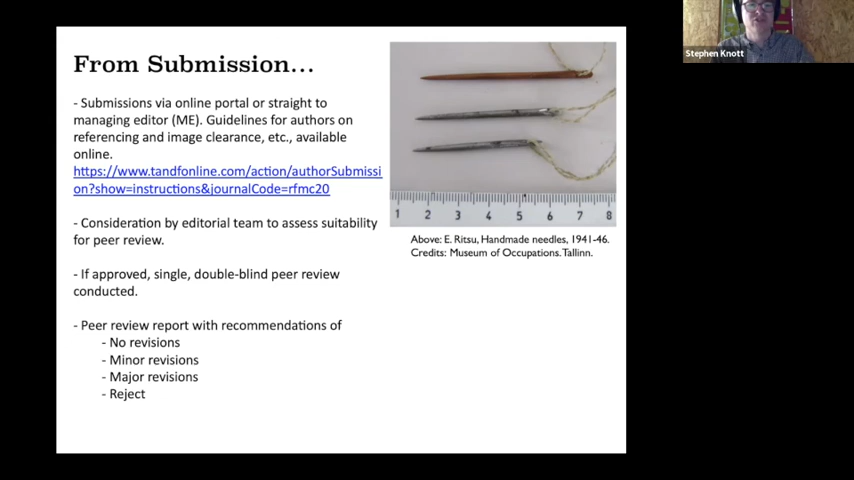 From Submission...
- Submissions via online portal or straight to
managing editor (ME). Guidelines for authors on
referencing and image clearance, etc., available
online.
https://www.tandfonline.com/action/authorSubmissi
on?show=instructions&journalCode=rfmc20
- Consideration by editorial team to assess suitability
for peer review.
- If approved, single, double-blind peer review
conducted.
- Peer review report with recommendations of
- No revisions
- Minor revisions
- Major revisions
- Reject
1 2 3 4 5 6 7 8
Above: E. Ritsu, Handmade needles, 1941-46.
Credits: Museum of Occupations. Tallinn.
Stephen Knott